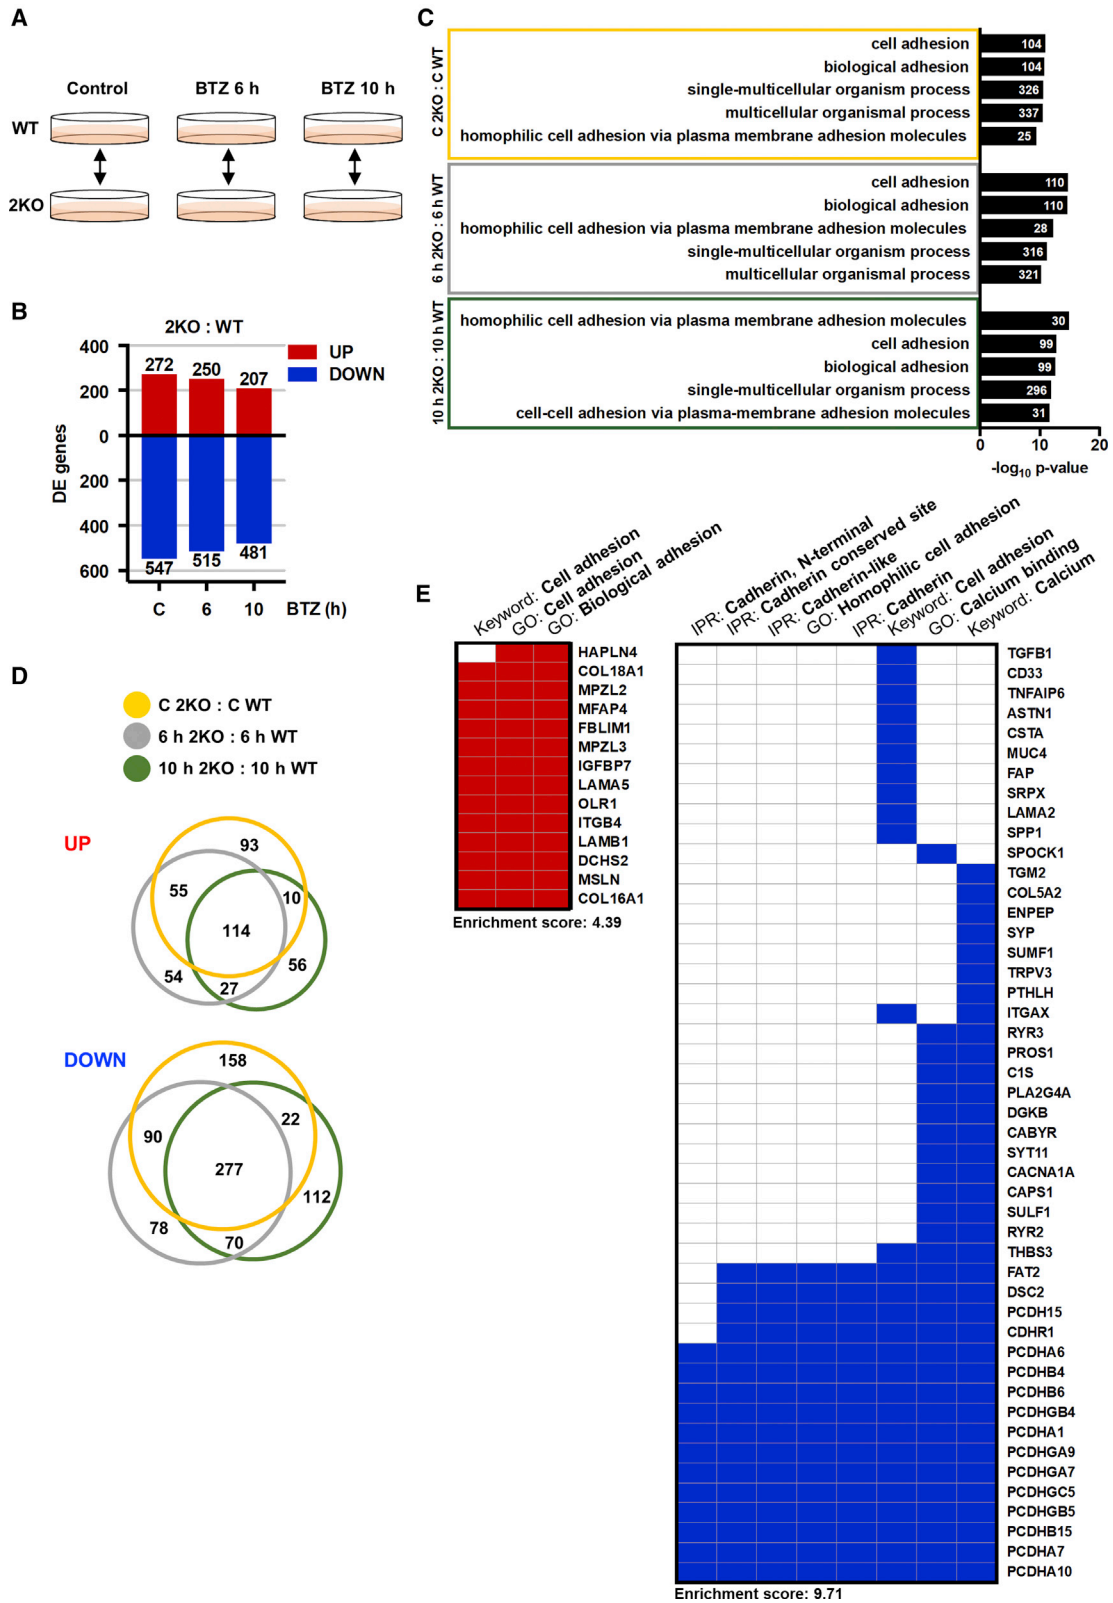 A
Control
BTZ 6 h
BTZ 10 h
WT
2KO
B
2KO : WT
UP
DOWN
DE genes
400
200
0
200
400
600
272
250
207
547
515
481
C
6
10
BTZ (h)
C
C 2KO : C WT
cell adhesion
104
biological adhesion
104
single-multicellular organism process
326
multicellular organismal process
337
homophilic cell adhesion via plasma membrane adhesion molecules
25
6 h 2KO : 6 h WT
cell adhesion
110
biological adhesion
110
homophilic cell adhesion via plasma membrane adhesion molecules
28
single-multicellular organism process
316
multicellular organismal process
321
10 h 2KO : 10 h WT
homophilic cell adhesion via plasma membrane adhesion molecules
30
cell adhesion
99
biological adhesion
99
single-multicellular organism process
296
cell-cell adhesion via plasma-membrane adhesion molecules
31
0
10
20
-log10 p-value
D
C 2KO : C WT
6 h 2KO : 6 h WT
10 h 2KO : 10 h WT
UP
93
55
10
114
54
56
27
DOWN
158
90
22
277
112
78
70
E
Keyword: Cell adhesion
GO: Cell adhesion
GO: Biological adhesion
HAPLN4
COL18A1
MPZL2
MFAP4
FBLIM1
MPZL3
IGFBP7
LAMA5
OLR1
ITGB4
LAMB1
DCHS2
MSLN
COL16A1
Enrichment score: 4.39
IPR: Cadherin, N-terminal
IPR: Cadherin conserved site
IPR: Cadherin-like
GO: Homophilic cell adhesion
IPR: Cadherin
Keyword: Cell adhesion
GO: Calcium binding
Keyword: Calcium
TGFB1
CD33
TNFAIP6
ASTN1
CSTA
MUC4
FAP
SRPX
LAMA2
SPP1
SPOCK1
TGM2
COL5A2
ENPEP
SYP
SUMF1
TRPV3
PTHLH
ITGAX
RYR3
PROS1
C1S
PLA2G4A
DGKB
CABYR
SYT11
CACNA1A
CAPS1
SULF1
RYR2
THBS3
FAT2
DSC2
PCDH15
CDHR1
PCDHA6
PCDHB4
PCDHB6
PCDHGB4
PCDHA1
PCDHGA9
PCDHGA7
PCDHGC5
PCDHGB5
PCDHB15
PCDHA7
PCDHA10
Enrichment score: 9.71